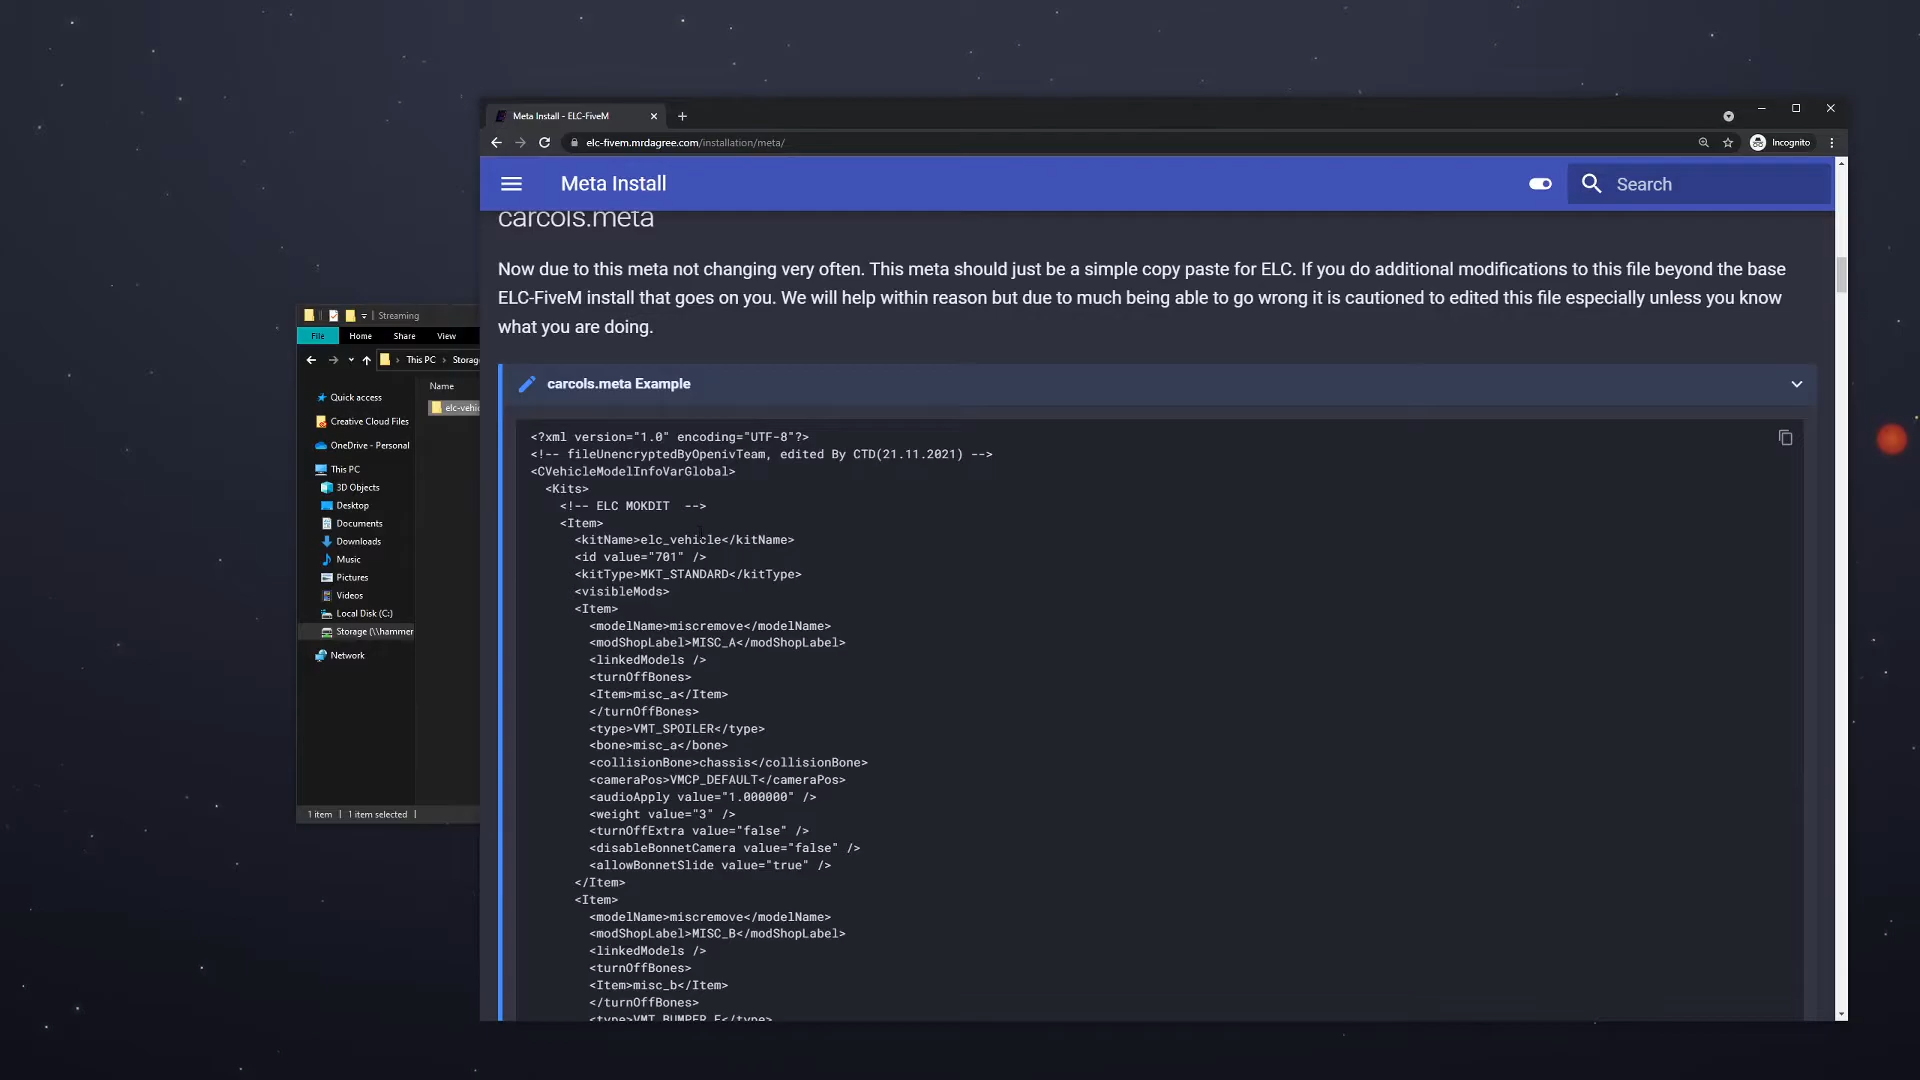 Meta Install - ELC-FiveM
elc-fivem.mrdagree.com/installation/meta/
Incognito
Meta Install
Search
carcols.meta
Now due to this meta not changing very often. This meta should just be a simple copy paste for ELC. If you do additional modifications to this file beyond the base
ELC-FiveM install that goes on you. We will help within reason but due to much being able to go wrong it is cautioned to edited this file especially unless you know
what you are doing.
carcols.meta Example
<?xml version="1.0" encoding="UTF-8"?>
<!-- fileUnencryptedByOpenivTeam, edited By CTD(21.11.2021) -->
<CVehicleModelInfoVarGlobal>
<Kits>
<!-- ELC MOKDIT  -->
<Item>
<kitName>elc_vehicle</kitName>
<id value="701" />
<kitType>MKT_STANDARD</kitType>
<visibleMods>
<Item>
<modelName>miscremove</modelName>
<modShopLabel>MISC_A</modShopLabel>
<linkedModels />
<turnOffBones>
<Item>misc_a</Item>
</turnOffBones>
<type>VMT_SPOILER</type>
<bone>misc_a</bone>
<collisionBone>chassis</collisionBone>
<cameraPos>VMCP_DEFAULT</cameraPos>
<audioApply value="1.000000" />
<weight value="3" />
<turnOffExtra value="false" />
<disableBonnetCamera value="false" />
<allowBonnetSlide value="true" />
</Item>
<Item>
<modelName>miscremove</modelName>
<modShopLabel>MISC_B</modShopLabel>
<linkedModels />
<turnOffBones>
<Item>misc_b</Item>
</turnOffBones>
<type>VMT_BUMPER_F</type>
Streaming
File Home Share View
This PC Storag
Name
elc-vehic
Quick access
Creative Cloud Files
OneDrive - Personal
This PC
3D Objects
Desktop
Documents
Downloads
Music
Pictures
Videos
Local Disk (C:)
Storage (\\hammer
Network
1 item 1 item selected